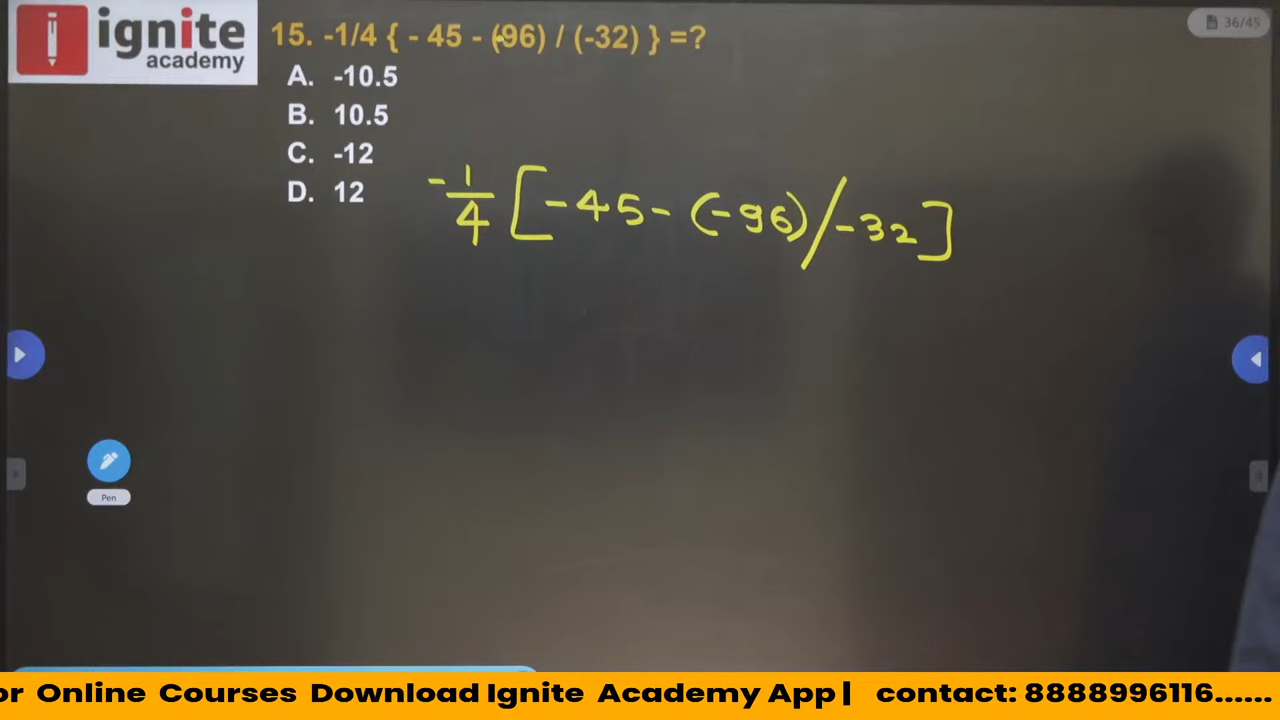 ignite
academy
15. -1/4 { - 45 - (-96) / (-32) } =?
A. -10.5
B. 10.5
C. -12
D. 12
36/45
-1/4 [-45-(-96)/-32]
Pen
or Online Courses Download Ignite Academy App | contact: 8888996116......